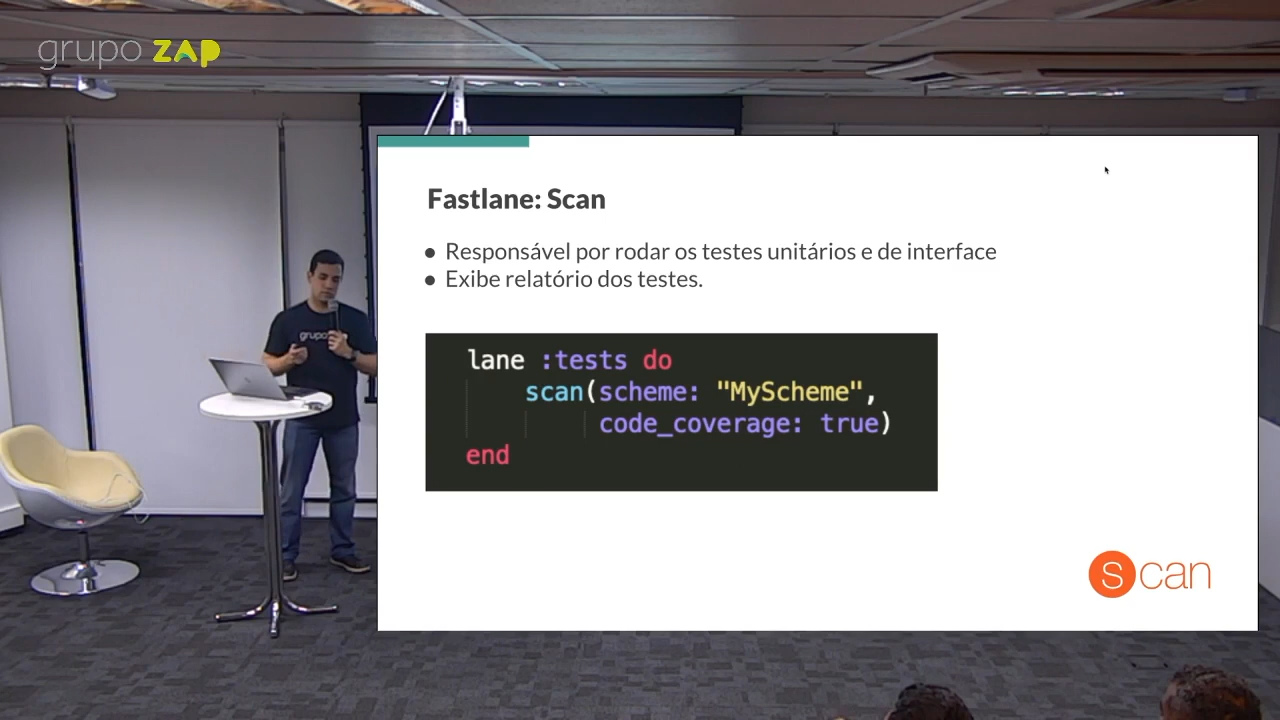 grupo ZAP
Fastlane: Scan
● Responsável por rodar os testes unitários e de interface
● Exibe relatório dos testes.
lane :tests do
scan(scheme: "MyScheme",
code_coverage: true)
end
scan
grupo